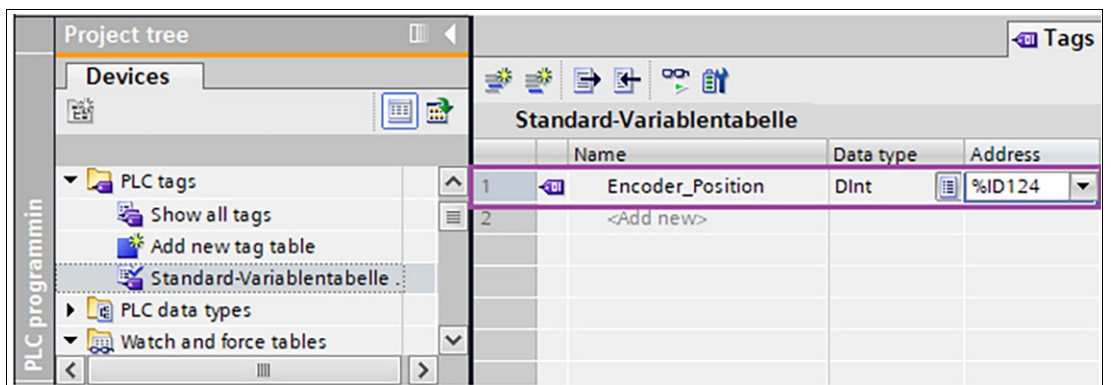 Project tree
Tags
Devices
Standard-Variablentabelle
Name Data type Address
1 Encoder_Position DInt %ID124
2 <Add new>
PLC tags
Show all tags
Add new tag table
Standard-Variablentabelle .
PLC data types
Watch and force tables
PLC programmin